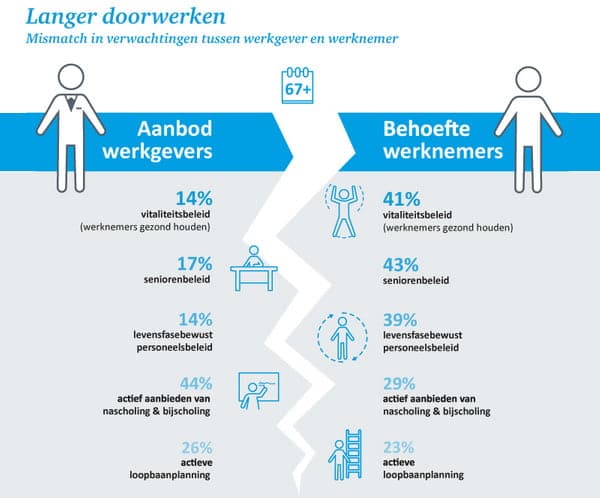 Langer doorwerken
Mismatch in verwachtingen tussen werkgever en werknemer
67+
Aanbod
werkgevers
14%
vitaliteitsbeleid
(werknemers gezond houden)
17%
seniorenbeleid
14%
levensfasebewust
personeelsbeleid
44%
actief aanbieden van
nascholing & bijscholing
26%
actieve
loopbaanplanning
Behoefte
werknemers
41%
vitaliteitsbeleid
(werknemers gezond houden)
43%
seniorenbeleid
39%
levensfasebewust
personeelsbeleid
29%
actief aanbieden van
nascholing & bijscholing
23%
actieve
loopbaanplanning